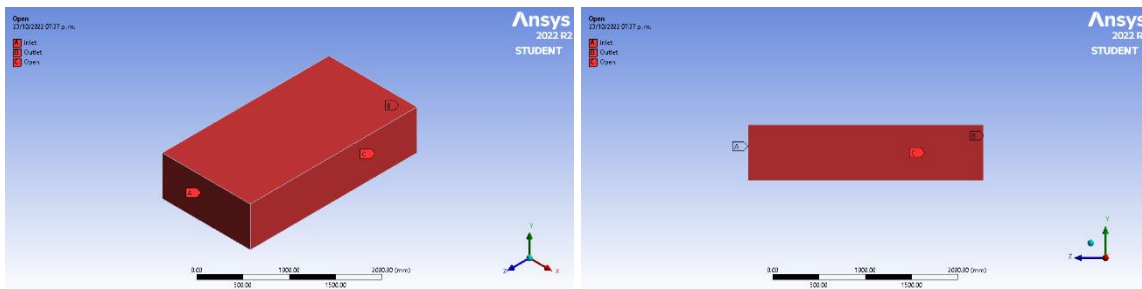 Open
23/10/2022 07:37 p. m.
A Inlet
B Outlet
C Open
Ansys
2022 R2
STUDENT
A
B
C
Y
Z
X
0.00
1000.00
2000.00 (mm)
500.00
1500.00
Open
23/10/2022 07:37 p. m.
A Inlet
B Outlet
C Open
Ansys
2022 R
STUDENT
A
B
C
Y
Z
0.00
1000.00
2000.00 (mm)
500.00
1500.00